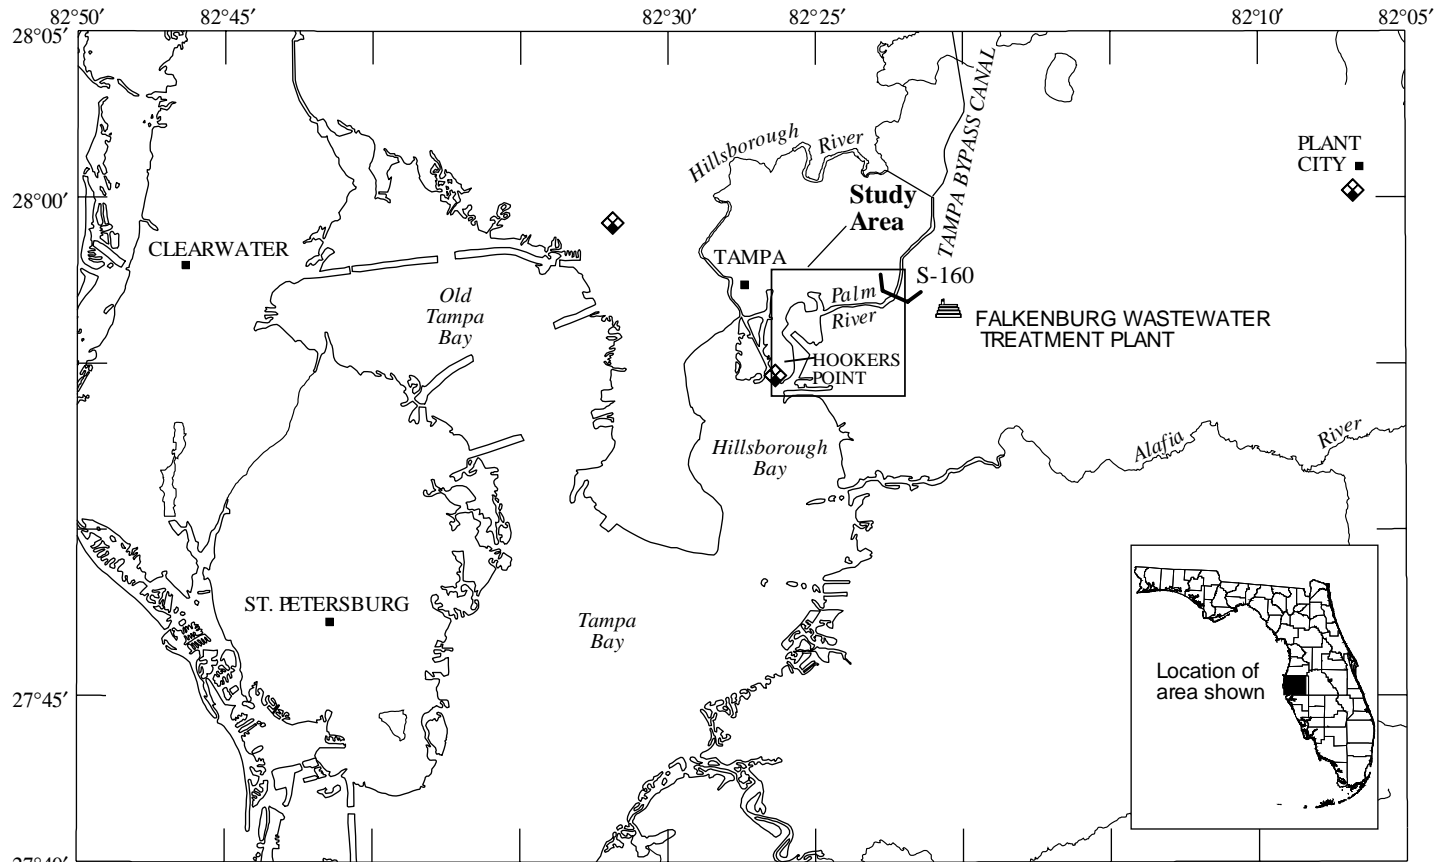 82°50′ 82°45′ 82°30′ 82°25′ 82°10′ 82°05′
28°05′
28°00′
27°45′
27°40′
Hillsborough River
TAMPA BYPASS CANAL
PLANT
CITY
Study
Area
CLEARWATER
TAMPA
S-160
Old
Tampa
Bay
Palm
River
FALKENBURG WASTEWATER
TREATMENT PLANT
HOOKERS
POINT
Hillsborough
Bay
Alafia River
ST. PETERSBURG
Tampa
Bay
Location of
area shown